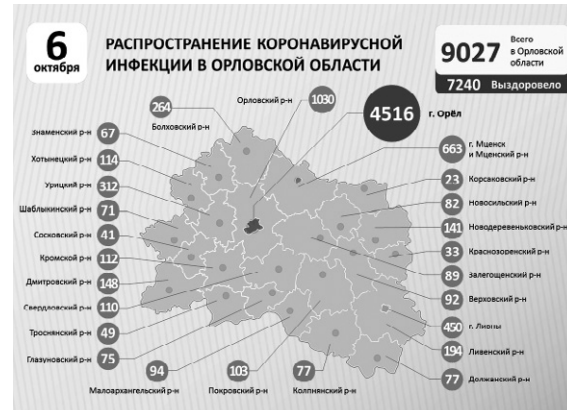 6
октября
РАСПРОСТРАНЕНИЕ КОРОНАВИРУСНОЙ
ИНФЕКЦИИ В ОРЛОВСКОЙ ОБЛАСТИ
9027 Всего
в Орловской
области
7240 Выздоровело
264
Болховский р-н
Орловский р-н 1030
4516 г. Орёл
знаменский р-н 67
Хотынецкий р-н 114
Урицкий р-н 312
Шаблыкинский р-н 71
Сосковский р-н 41
Кромской р-н 112
Дмитровский р-н 148
Свердловский р-н 110
Троснянский р-н 49
Глазуновский р-н 75
94
Малоархангельский р-н
103
Покровский р-н
77
Колпнянский р-н
663 г. Мценск
и Мценский р-н
23 Корсаковский р-н
82 Новосильский р-н
141 Новодеревеньковский р-н
33 Краснозоренский р-н
89 залегощенский р-н
92 Верховский р-н
450 г. Ливны
194 Ливенский р-н
77 Должанский р-н